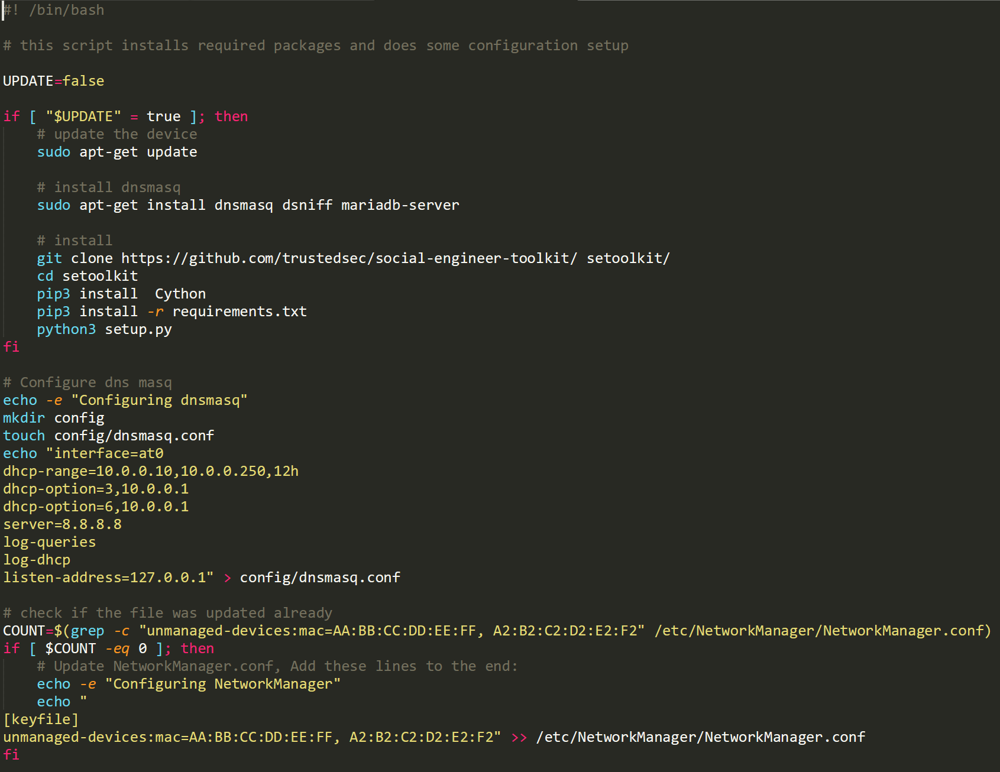 #! /bin/bash

# this script installs required packages and does some configuration setup

UPDATE=false

if [ "$UPDATE" = true ]; then
    # update the device
    sudo apt-get update

    # install dnsmasq
    sudo apt-get install dnsmasq dsniff mariadb-server

    # install
    git clone https://github.com/trustedsec/social-engineer-toolkit/ setoolkit/
    cd setoolkit
    pip3 install  Cython
    pip3 install -r requirements.txt
    python3 setup.py
fi

# Configure dns masq
echo -e "Configuring dnsmasq"
mkdir config
touch config/dnsmasq.conf
echo "interface=at0
dhcp-range=10.0.0.10,10.0.0.250,12h
dhcp-option=3,10.0.0.1
dhcp-option=6,10.0.0.1
server=8.8.8.8
log-queries
log-dhcp
listen-address=127.0.0.1" > config/dnsmasq.conf

# check if the file was updated already
COUNT=$(grep -c "unmanaged-devices:mac=AA:BB:CC:DD:EE:FF, A2:B2:C2:D2:E2:F2" /etc/NetworkManager/NetworkManager.conf)
if [ $COUNT -eq 0 ]; then
    # Update NetworkManager.conf, Add these lines to the end:
    echo -e "Configuring NetworkManager"
    echo "
[keyfile]
unmanaged-devices:mac=AA:BB:CC:DD:EE:FF, A2:B2:C2:D2:E2:F2" >> /etc/NetworkManager/NetworkManager.conf
fi